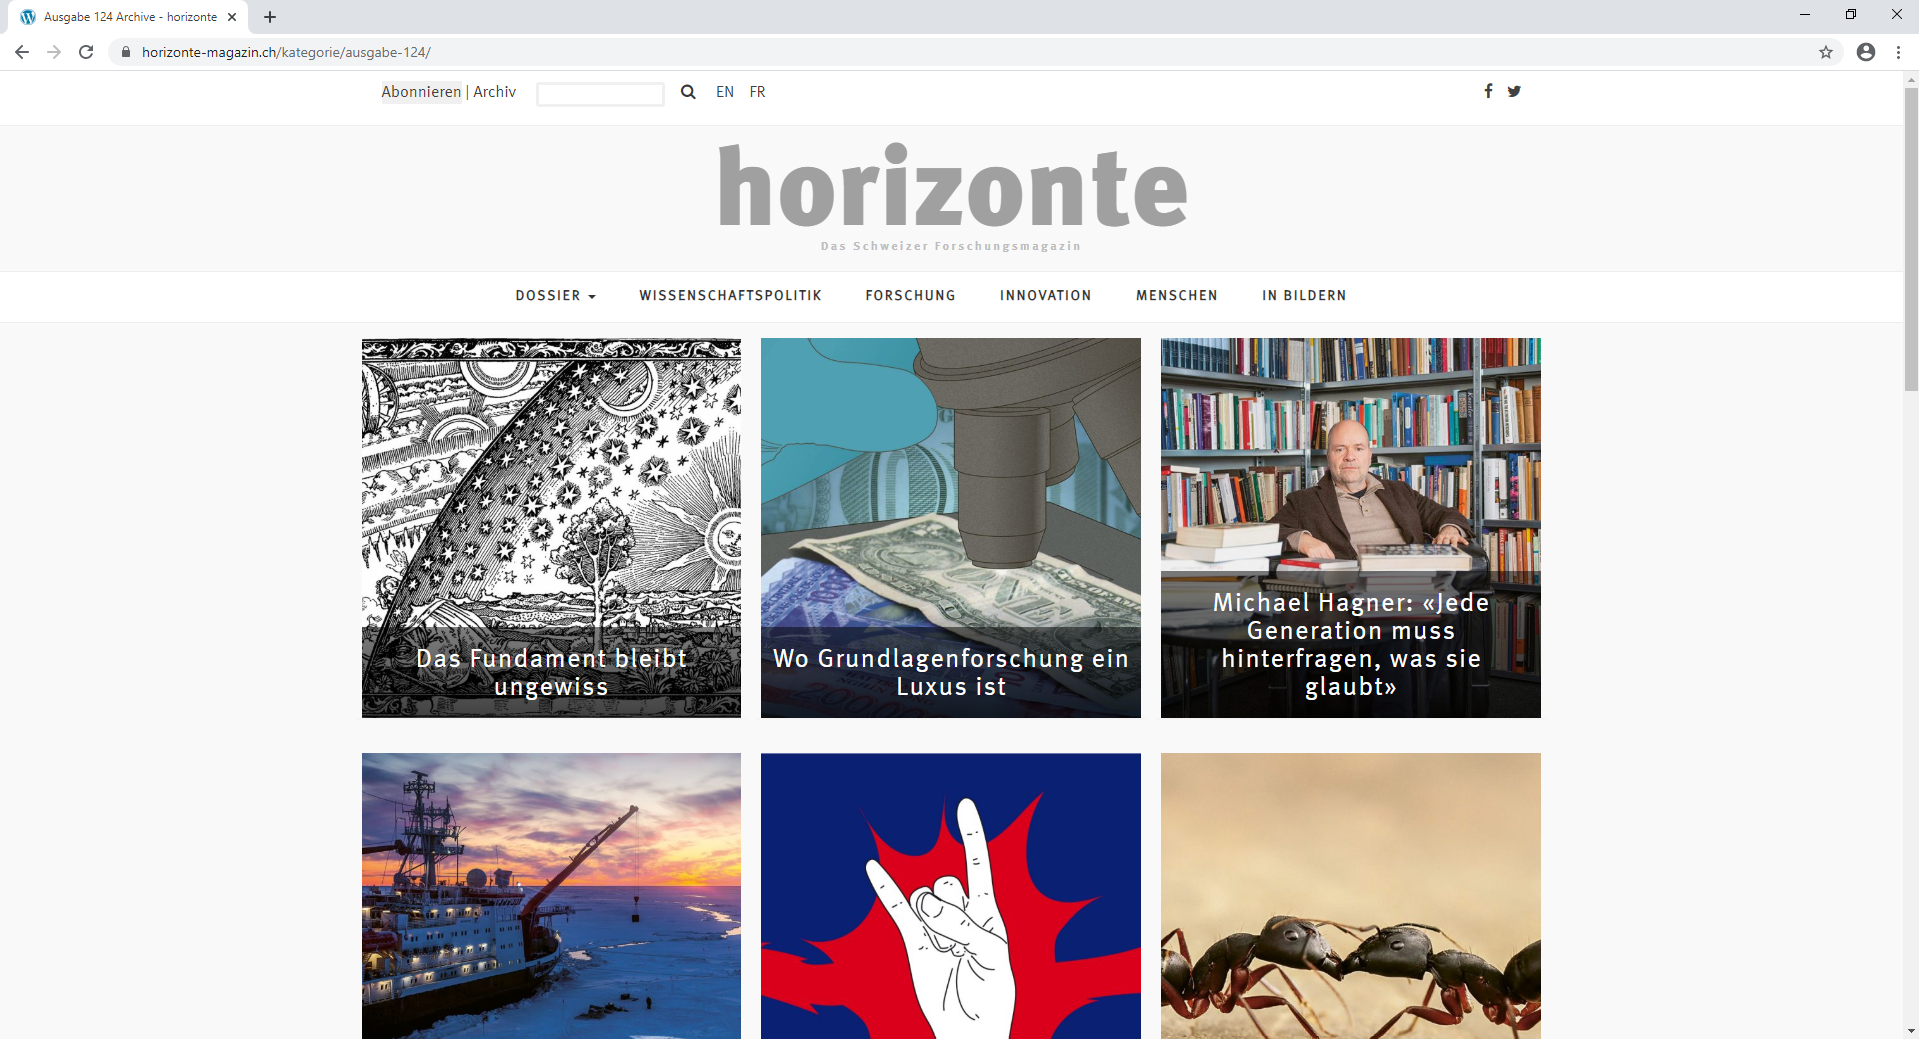 Ausgabe 124 Archive - horizonte
horizonte-magazin.ch/kategorie/ausgabe-124/
Abonnieren | Archiv EN FR
horizonte
Das Schweizer Forschungsmagazin
DOSSIER WISSENSCHAFTSPOLITIK FORSCHUNG INNOVATION MENSCHEN IN BILDERN
Das Fundament bleibt
ungewiss
Wo Grundlagenforschung ein
Luxus ist
Michael Hagner: «Jede
Generation muss
hinterfragen, was sie
glaubt»